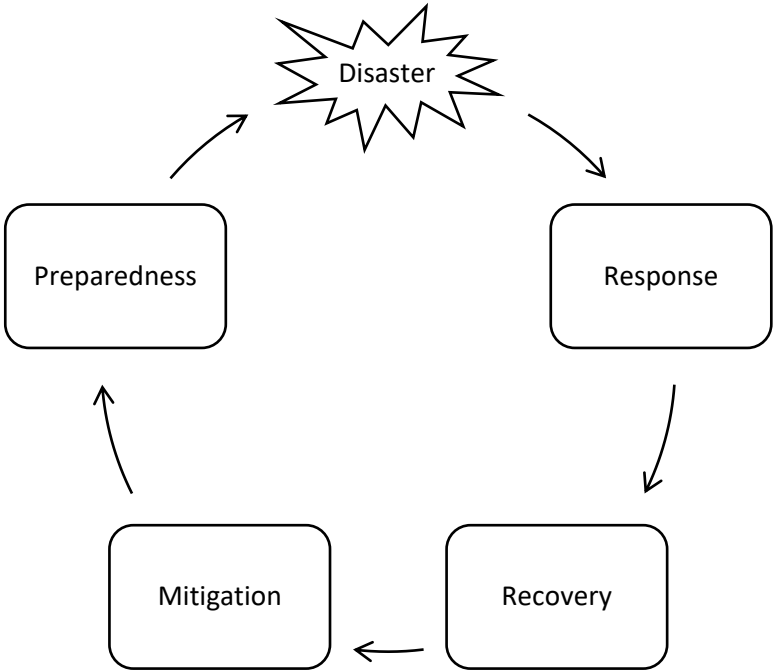 Disaster
Preparedness
Response
Mitigation
Recovery